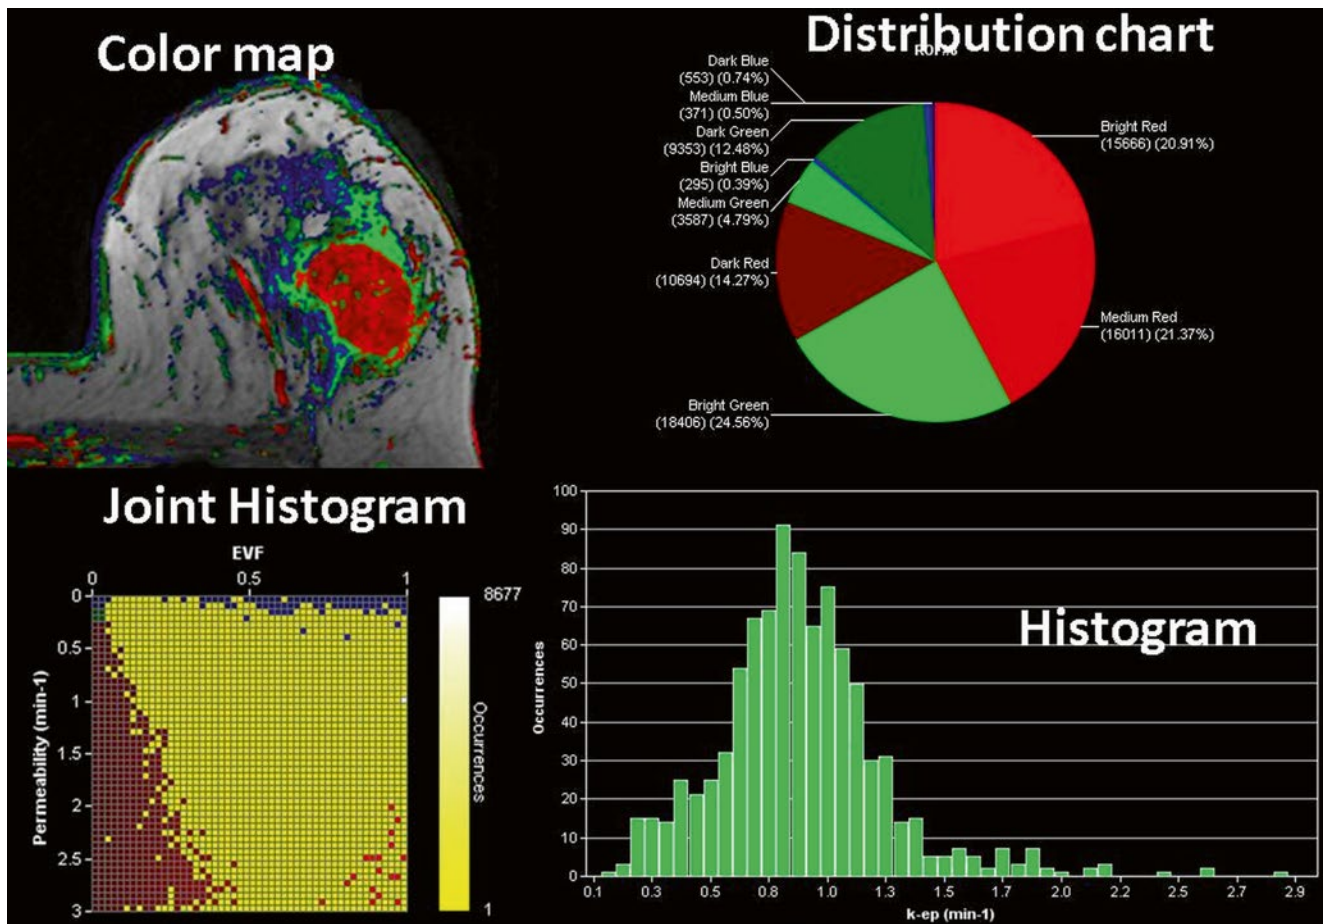 Color map
Distribution chart
Dark Blue
(553) (0.74%)
Medium Blue
(371) (0.50%)
Dark Green
(9353) (12.48%)
Bright Blue
(295) (0.39%)
Medium Green
(3587) (4.79%)
Dark Red
(10694) (14.27%)
Bright Green
(18406) (24.56%)
Bright Red
(15666) (20.91%)
Medium Red
(16011) (21.37%)
Joint Histogram
EVF
0 0.5 1
0
0.5
1
1.5
2
2.5
3
Permeability (min-1)
8677
Occurrences
1
Histogram
100
90
80
70
60
50
40
30
20
10
0
Occurrences
0.1 0.3 0.5 0.8 1.0 1.3 1.5 1.7 2.0 2.2 2.5 2.7 2.9
k-ep (min-1)